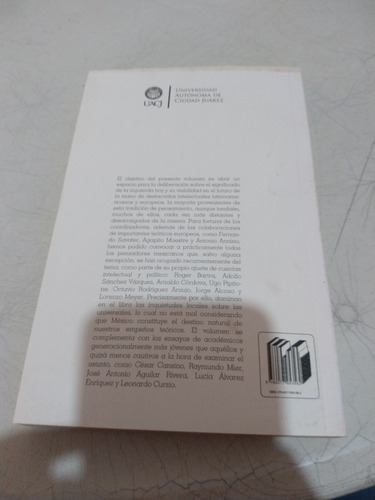 UACJ
UNIVERSIDAD
AUTÓNOMA DE
CIUDAD JUÁREZ
El objetivo del presente volumen es abrir un
espacio para la deliberación sobre el significado
de la izquierda hoy y su viabilidad en el futuro de
la mano de destacados intelectuales latinoame-
ricanos y europeos, la mayoría provenientes de
esta tradición de pensamiento, aunque también,
muchos de ellos, cada vez más distantes y
desencantados de la misma. Para fortuna de los
coordinadores, además de las colaboraciones
de importantes teóricos europeos, como Fernan-
do Savater, Agapito Maestre y Antonio Annino,
hemos podido convocar a prácticamente todos
los pensadores mexicanos que, salvo alguna
excepción, se han ocupado recurrentemente del
tema, como parte de su propio ajuste de cuentas
intelectual y político: Roger Bartra, Adolfo
Sánchez Vázquez, Arnaldo Córdova, Ugo Pipito-
ne, Octavio Rodríguez Araujo, Jorge Alonso y
Lorenzo Meyer. Precisamente por ello, dominan
en el libro las inquietudes locales sobre las
universales, lo cual no está mal considerando
que México constituye el destino natural de
nuestros empeños teóricos. El volumen se
complementa con los ensayos de académicos
generacionalmente más jóvenes que aquéllos y
quizá menos cautivos a la hora de examinar el
asunto, como César Cansino, Raymundo Mier,
José Antonio Aguilar Rivera, Lucía Álvarez
Enríquez y Leonardo Curzio.